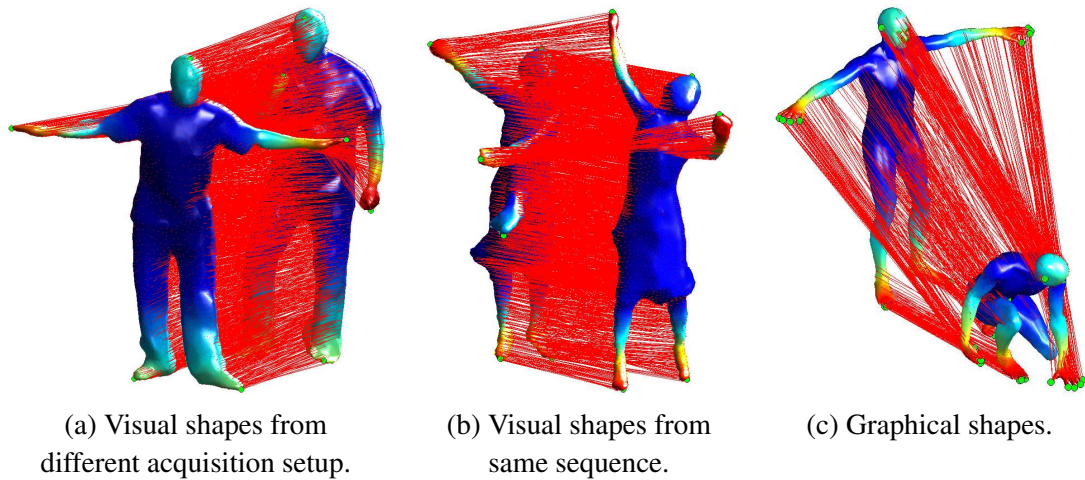 (a) Visual shapes from
different acquisition setup.
(b) Visual shapes from
same sequence.
(c) Graphical shapes.